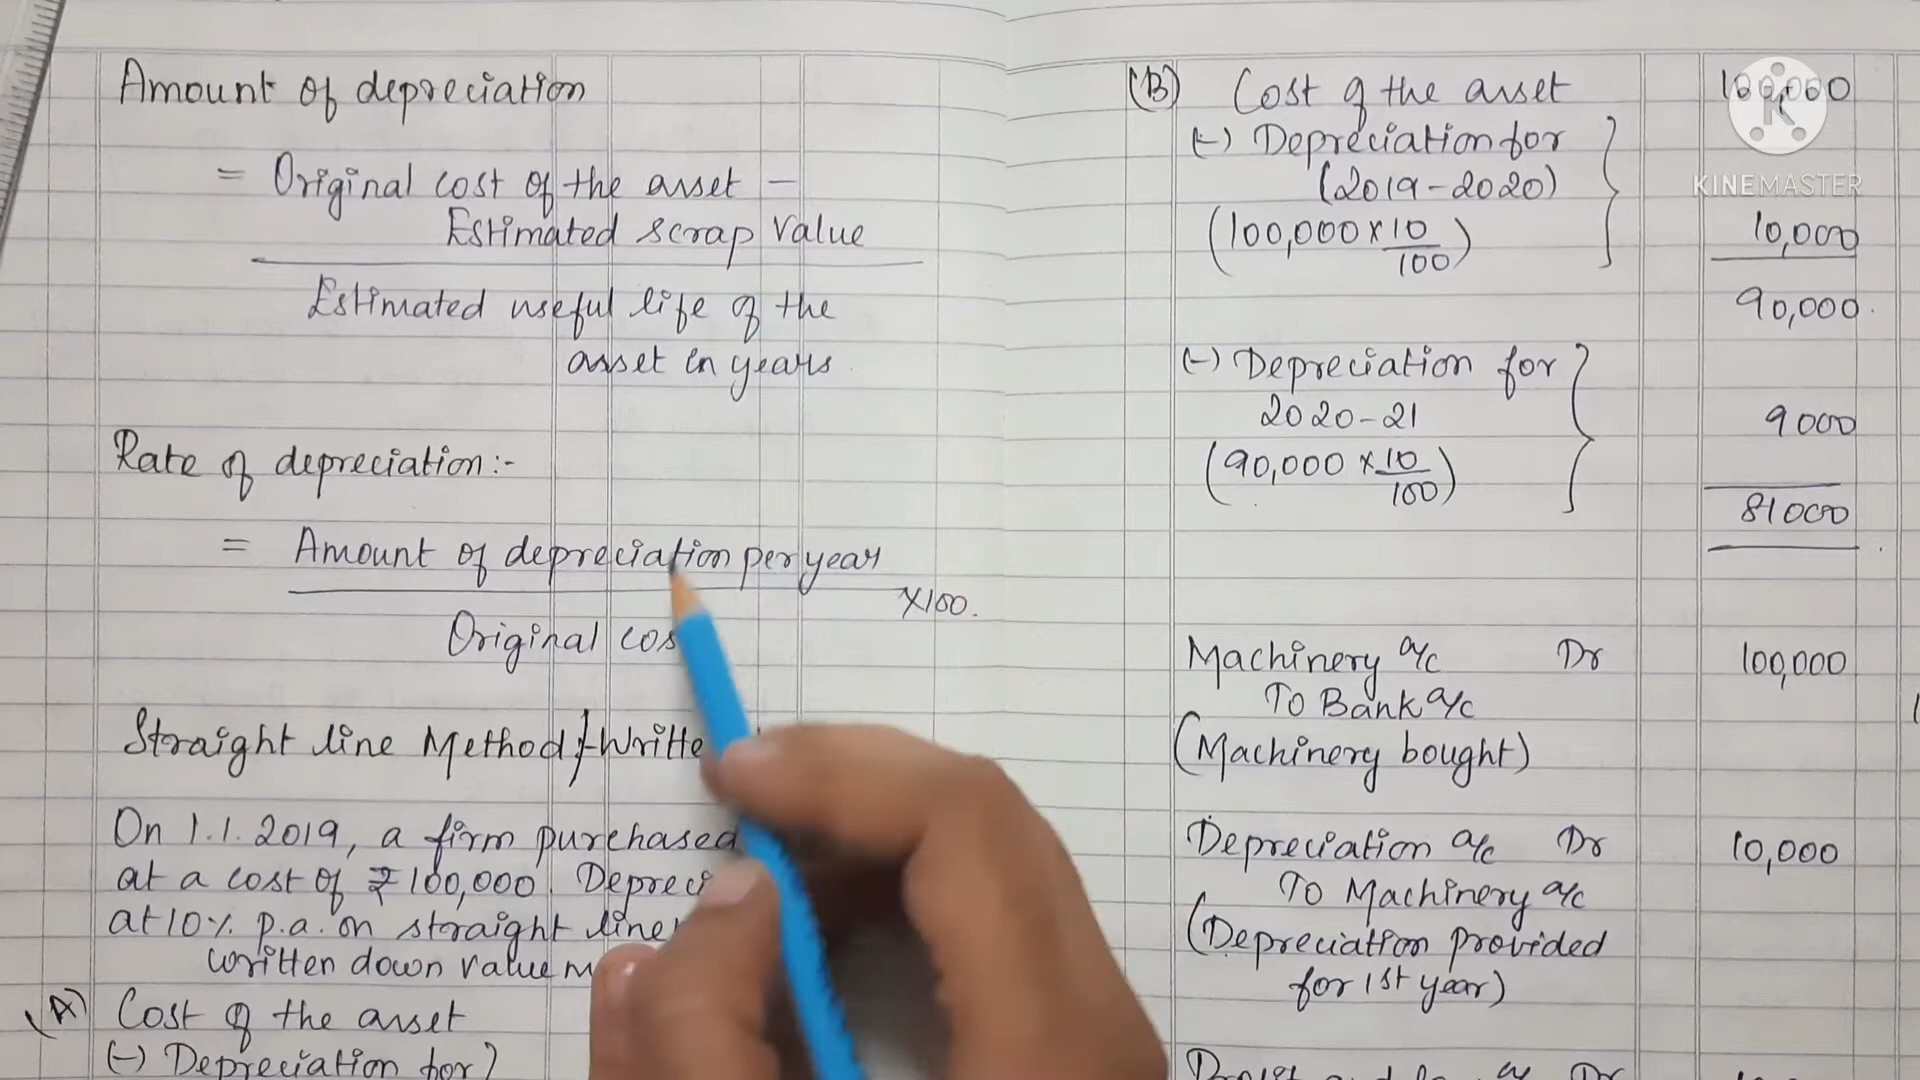 Amount of depreciation
= Original cost of the asset -
Estimated scrap value
Estimated useful life of the
asset in years
Rate of depreciation:-
= Amount of depreciation per year
×100.
Original
Straight line Method /
On 1.1.2019, a firm purchased
at a cost of ₹100,000
at 10% p.a. on straight line
written down value
(A) Cost of the asset
(-) Depreciation for }
(B) Cost of the asset 100,000
(-) Depreciation for
(2019-2020)
(100,000 × 10/100) } 10,000
90,000
(-) Depreciation for
2020-21 9000
(90,000 × 10/100) }
81000
Machinery a/c Dr 100,000
To Bank a/c
(Machinery bought)
Depreciation a/c Dr 10,000
To Machinery a/c
(Depreciation provided
for 1st year)
Dr
K
KINEMASTER